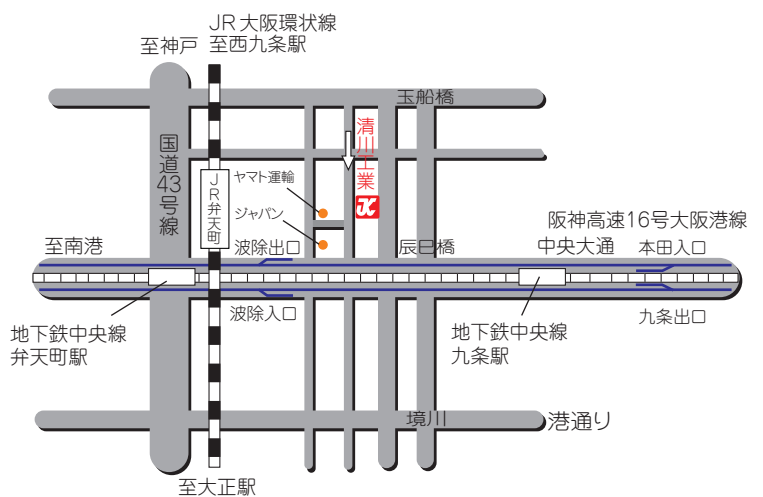 JR大阪環状線
至西九条駅
至神戸
玉船橋
国道43号線
清川工業
JR弁天町
ヤマト運輸
ジャパン
阪神高速16号大阪港線
至南港
波除出口
辰巳橋
中央大通
本田入口
波除入口
九条出口
地下鉄中央線
弁天町駅
地下鉄中央線
九条駅
境川
港通り
至大正駅